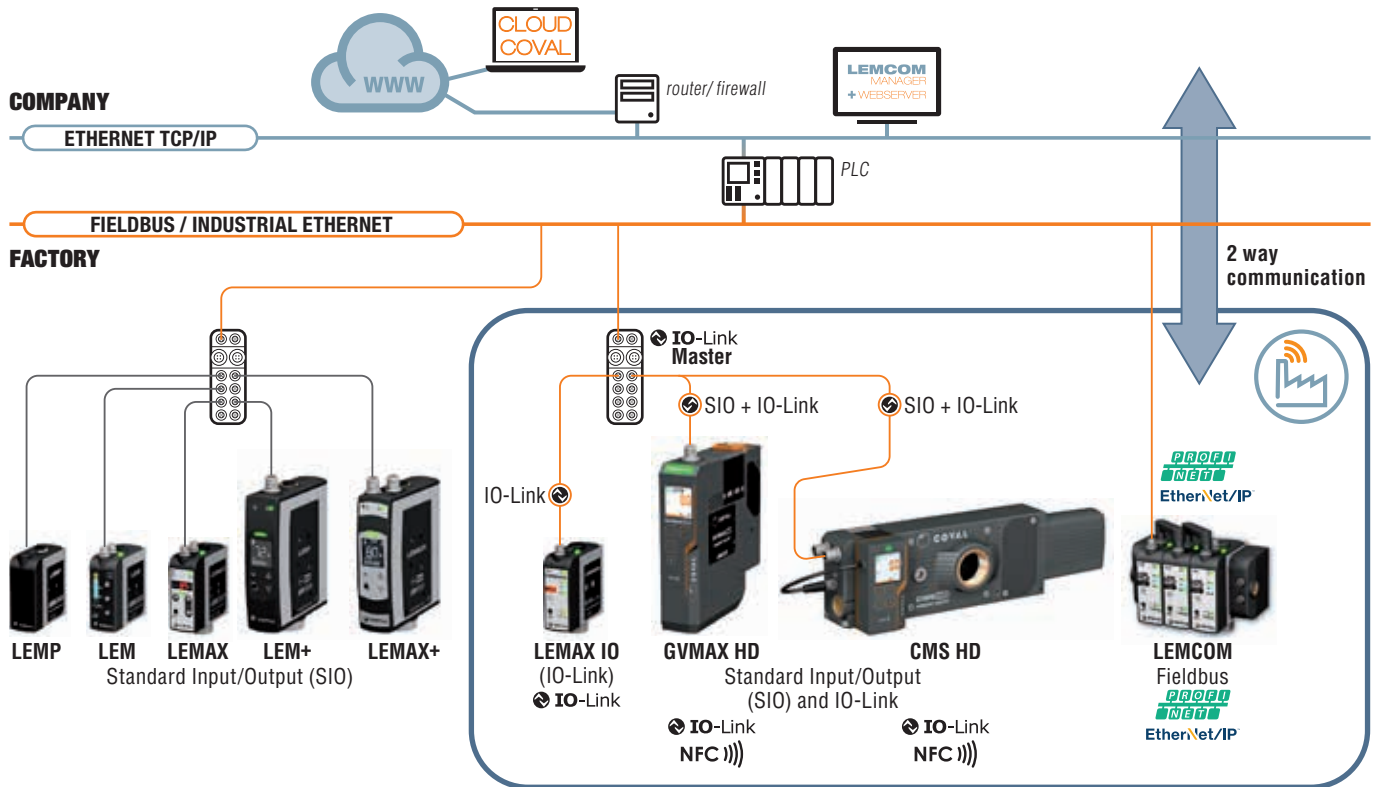 CLOUD
COVAL
WWW
router/ firewall
LEMCOM
MANAGER
+ WEBSERVER
COMPANY
ETHERNET TCP/IP
PLC
FIELDBUS / INDUSTRIAL ETHERNET
FACTORY
2 way
communication
IO-Link
Master
SIO + IO-Link
SIO + IO-Link
IO-Link
PROFI
NET
EtherNet/IP
COVAL
LEMP
LEM
LEMAX
LEM+
LEMAX+
Standard Input/Output (SIO)
LEMAX IO
(IO-Link)
IO-Link
GVMAX HD
CMS HD
Standard Input/Output
(SIO) and IO-Link
IO-Link
NFC
IO-Link
NFC
LEMCOM
Fieldbus
PROFI
NET
EtherNet/IP